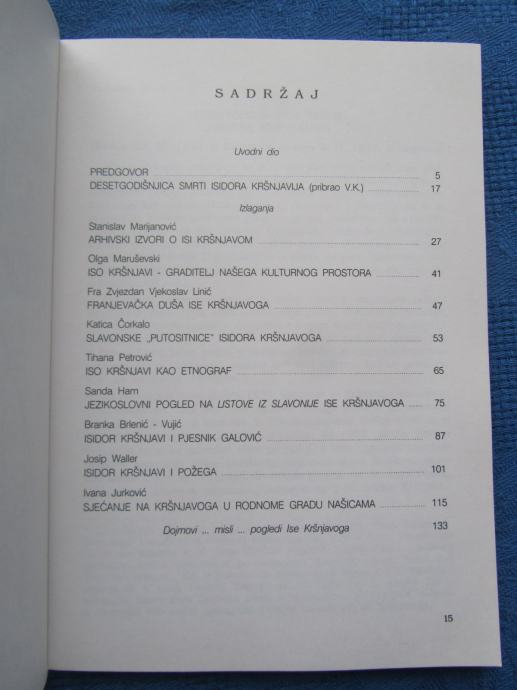 SADRŽAJ
Uvodni dio
PREDGOVOR 5
DESETGODIŠNJICA SMRTI ISIDORA KRŠNJAVIJA (pribrao V.K.) 17
Izlaganja
Stanislav Marijanović
ARHIVSKI IZVORI O ISI KRŠNJAVOM 27
Olga Maruševski
ISO KRŠNJAVI - GRADITELJ NAŠEGA KULTURNOG PROSTORA 41
Fra Zvjezdan Vjekoslav Linić
FRANJEVAČKA DUŠA ISE KRŠNJAVOGA 47
Katica Čorkalo
SLAVONSKE „PUTOSITNICE" ISIDORA KRŠNJAVOGA 53
Tihana Petrović
ISO KRŠNJAVI KAO ETNOGRAF 65
Sanda Ham
JEZIKOSLOVNI POGLED NA LISTOVE IZ SLAVONIJE ISE KRŠNJAVOGA 75
Branka Brlenić - Vujić
ISIDOR KRŠNJAVI I PJESNIK GALOVIĆ 87
Josip Waller
ISIDOR KRŠNJAVI I POŽEGA 101
Ivana Jurković
SJEĆANJE NA KRŠNJAVOGA U RODNOME GRADU NAŠICAMA 115
Dojmovi ... misli ... pogledi Ise Kršnjavoga 133
15